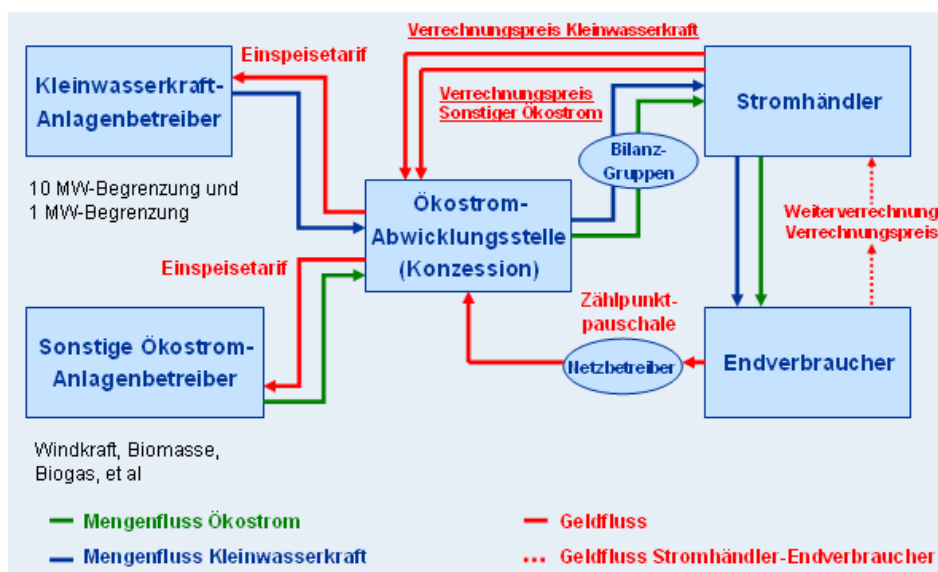 Verrechnungspreis Kleinwasserkraft
Einspeisetarif
Kleinwasserkraft-
Anlagenbetreiber
Verrechnungspreis
Sonstiger Ökostrom
Stromhändler
Bilanz-
Gruppen
10 MW-Begrenzung und
1 MW-Begrenzung
Ökostrom-
Abwicklungsstelle
(Konzession)
Weiterverrechnung
Verrechnungspreis
Einspeisetarif
Zählpunkt-
pauschale
Sonstige Ökostrom-
Anlagenbetreiber
Netzbetreiber
Endverbraucher
Windkraft, Biomasse,
Biogas, et al
Mengenfluss Ökostrom
Geldfluss
Mengenfluss Kleinwasserkraft
Geldfluss Stromhändler-Endverbraucher